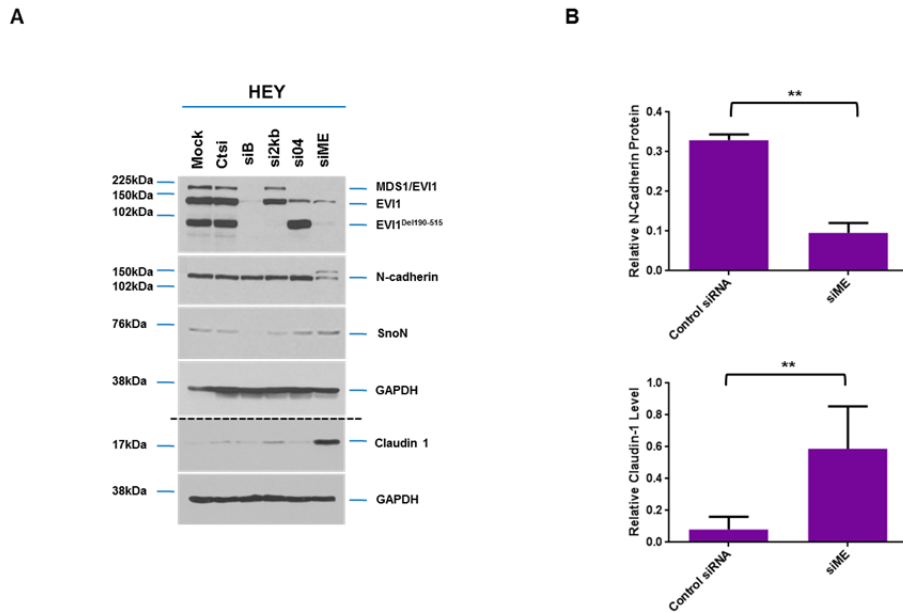 A
B
HEY
Mock
Ctsi
siB
si2kb
si04
siME
225kDa
150kDa
102kDa
MDS1/EVI1
EVI1
EVI1Del190-515
150kDa
102kDa
N-cadherin
76kDa
SnoN
38kDa
GAPDH
17kDa
Claudin 1
38kDa
GAPDH
**
Relative N-Cadherin Protein
0.4
0.3
0.2
0.1
0.0
Control siRNA
siME
**
Relative Claudin-1 Level
1.0
0.8
0.6
0.4
0.2
0.0
Control siRNA
siME